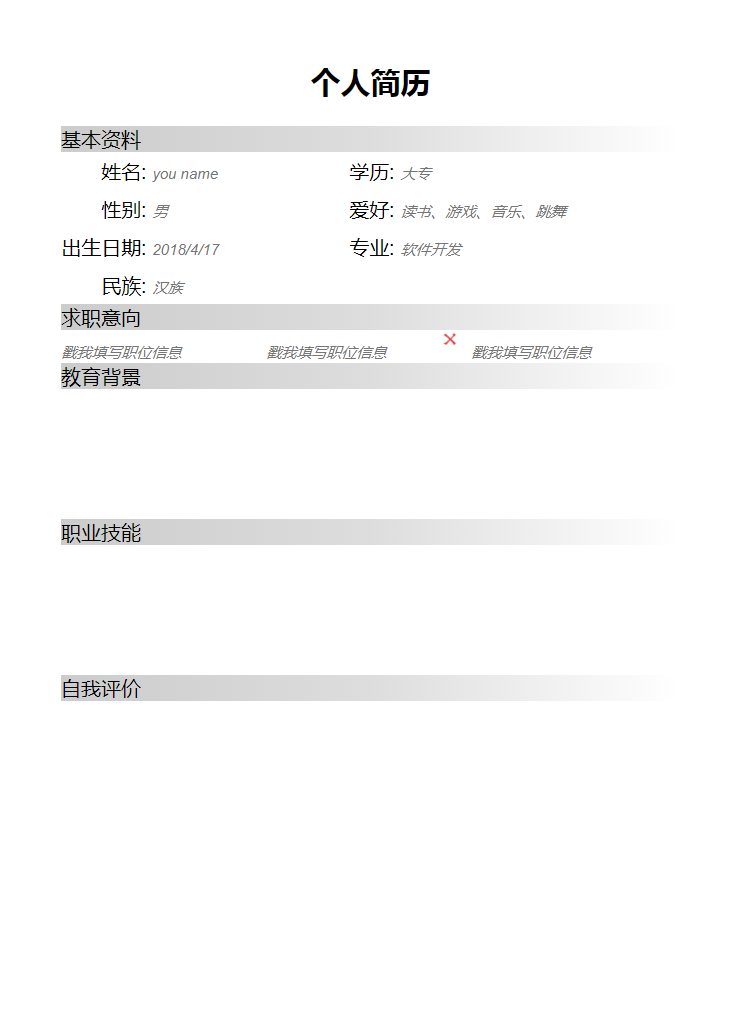 个人简历
基本资料
姓名: you name 学历: 大专
性别: 男 爱好: 读书、游戏、音乐、跳舞
出生日期: 2018/4/17 专业: 软件开发
民族: 汉族
求职意向
戳我填写职位信息 戳我填写职位信息 戳我填写职位信息
教育背景
职业技能
自我评价